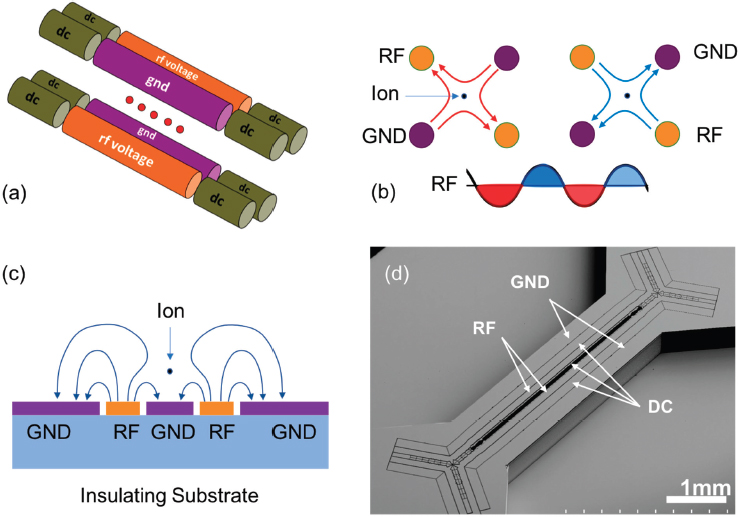 (a)
dc
dc
rf voltage
gnd
dc
dc
gnd
rf voltage
dc
dc
dc
dc
RF
GND
Ion
GND
RF
RF
(b)
(c)
Ion
GND
RF
GND
RF
GND
Insulating Substrate
(d)
GND
RF
DC
1mm